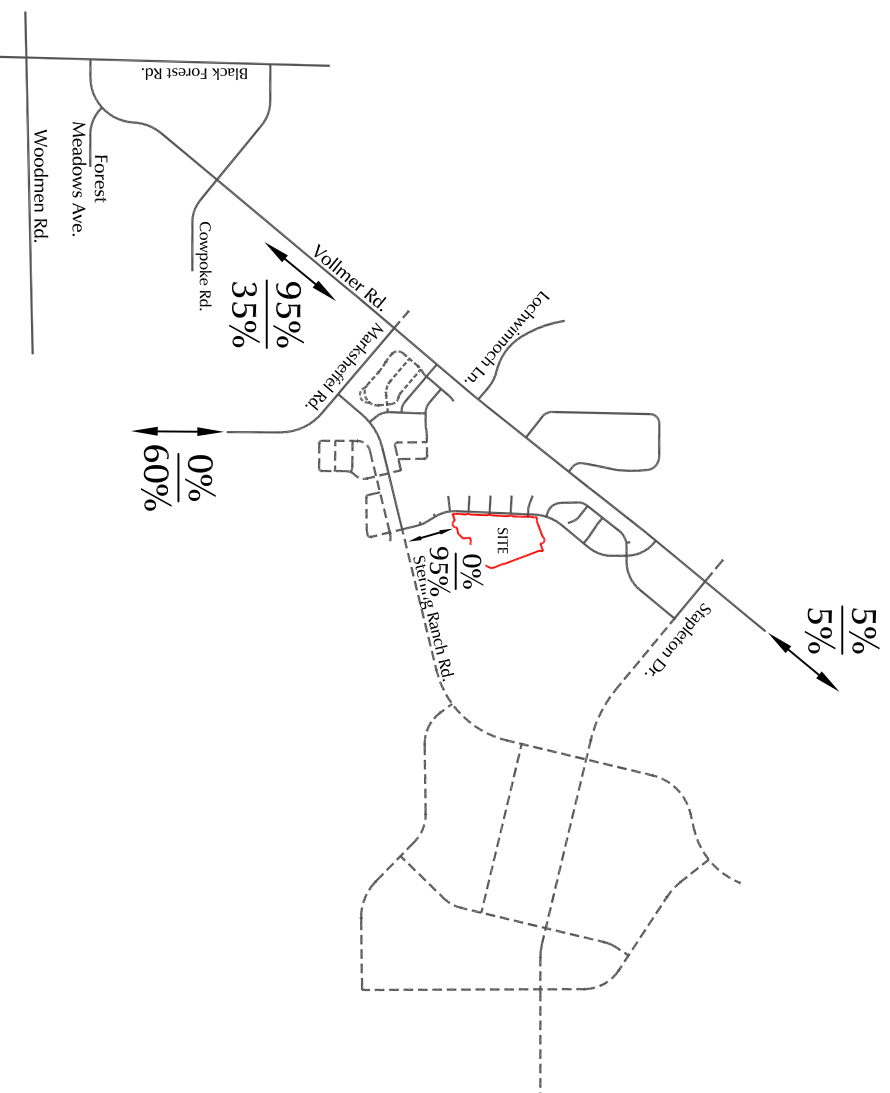 Black Forest Rd.
Woodmen Rd.
Forest
Meadows Ave.
Cowpoke Rd.
Vollmer Rd.
95%
35%
Marksheffel Rd.
Lochwinnoch Ln.
0%
60%
SITE
0%
95%
Sterling Ranch Rd.
Stapleton Dr.
5%
5%